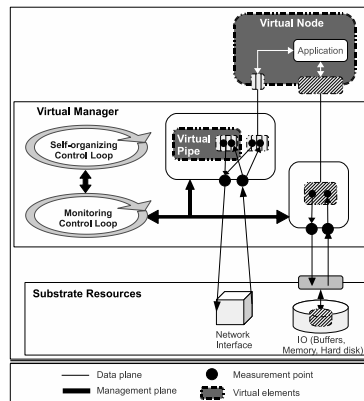 Virtual Node
Application
Virtual Manager
Self-organizing
Control Loop
Virtual
Pipe
Monitoring
Control Loop
Substrate Resources
Network
Interface
IO (Buffers,
Memory, Hard disk)
Data plane
Measurement point
Management plane
Virtual elements